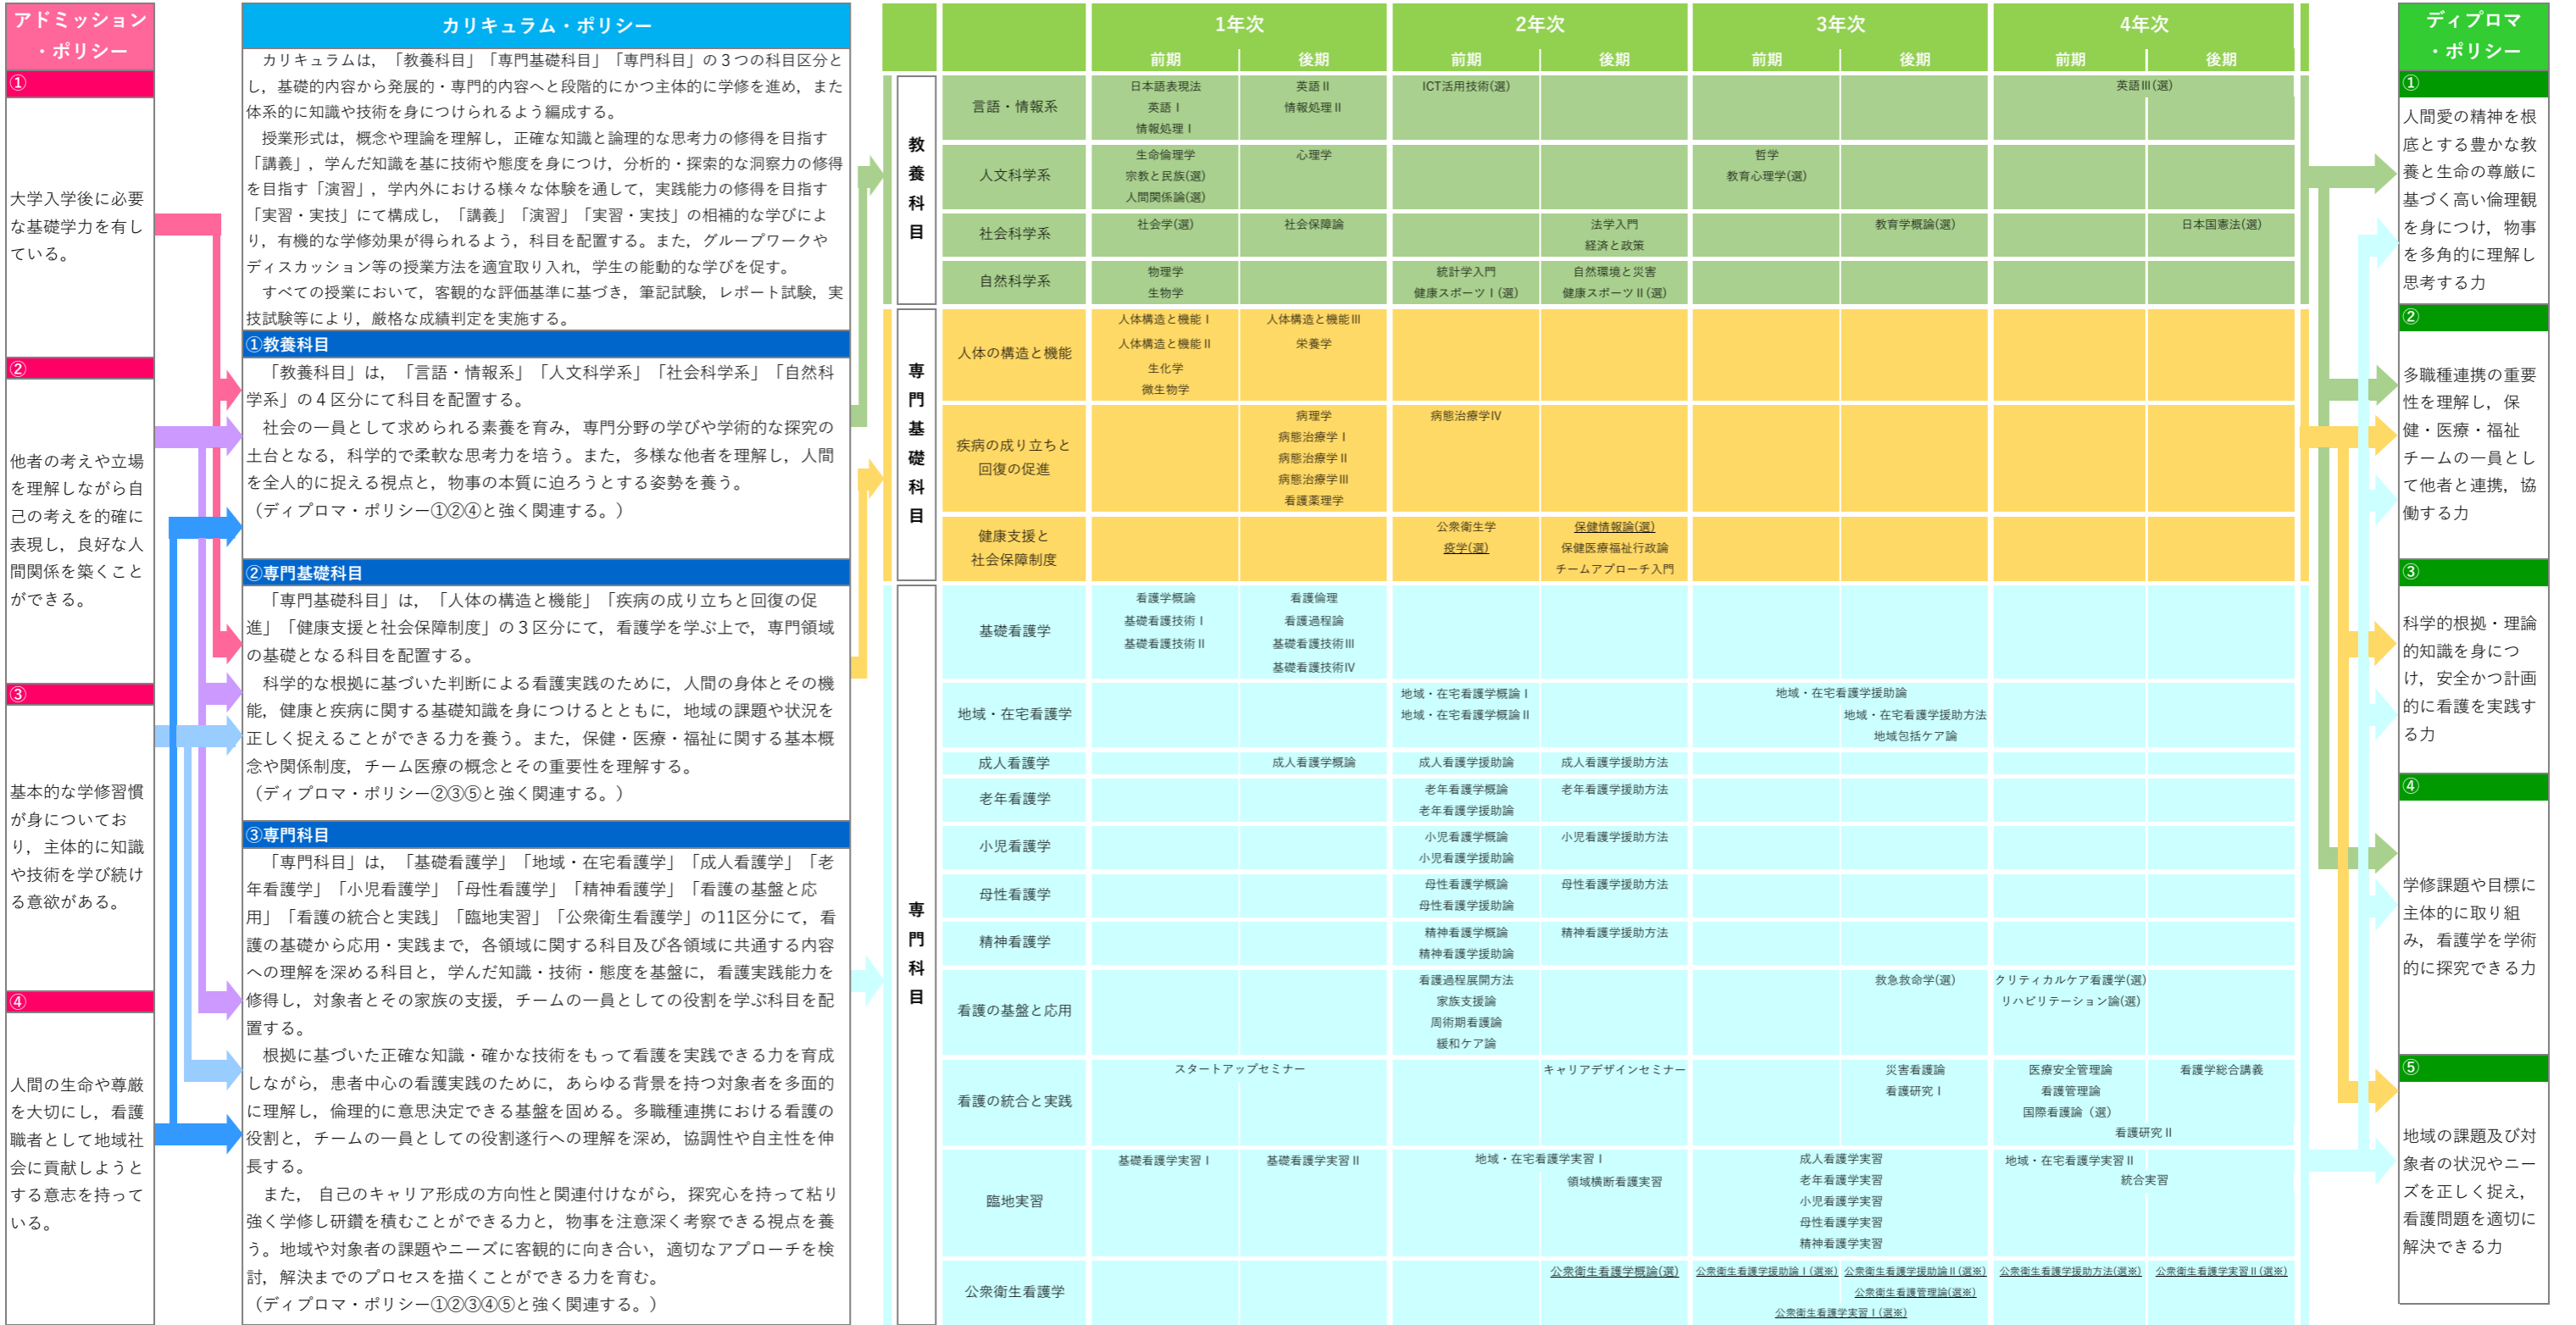 アドミッション
・ポリシー
①
大学入学後に必要
な基礎学力を有し
ている。
②
他者の考えや立場
を理解しながら自
己の考えを的確に
表現し，良好な人
間関係を築くこと
ができる。
③
基本的な学修習慣
が身についてお
り，主体的に知識
や技術を学び続け
る意欲がある。
④
人間の生命や尊厳
を大切にし，看護
職者として地域社
会に貢献しようと
する意志を持って
いる。
カリキュラム・ポリシー
カリキュラムは，「教養科目」「専門基礎科目」「専門科目」の３つの科目区分と
し，基礎的内容から発展的・専門的内容へと段階的にかつ主体的に学修を進め，また
体系的に知識や技術を身につけられるよう編成する。
授業形式は，概念や理論を理解し，正確な知識と論理的な思考力の修得を目指す
「講義」，学んだ知識を基に技術や態度を身につけ，分析的・探索的な洞察力の修得
を目指す「演習」，学内外における様々な体験を通して，実践能力の修得を目指す
「実習・実技」にて構成し，「講義」「演習」「実習・実技」の相補的な学びによ
り，有機的な学修効果が得られるよう，科目を配置する。また，グループワークや
ディスカッション等の授業方法を適宜取り入れ，学生の能動的な学びを促す。
すべての授業において，客観的な評価基準に基づき，筆記試験，レポート試験，実
技試験等により，厳格な成績判定を実施する。
①教養科目
「教養科目」は，「言語・情報系」「人文科学系」「社会科学系」「自然科
学系」の４区分にて科目を配置する。
社会の一員として求められる素養を育み，専門分野の学びや学術的な探究の
土台となる，科学的で柔軟な思考力を培う。また，多様な他者を理解し，人間
を全人的に捉える視点と，物事の本質に迫ろうとする姿勢を養う。
（ディプロマ・ポリシー①②④と強く関連する。）
②専門基礎科目
「専門基礎科目」は，「人体の構造と機能」「疾病の成り立ちと回復の促
進」「健康支援と社会保障制度」の３区分にて，看護学を学ぶ上で，専門領域
の基礎となる科目を配置する。
科学的な根拠に基づいた判断による看護実践のために，人間の身体とその機
能，健康と疾病に関する基礎知識を身につけるとともに，地域の課題や状況を
正しく捉えることができる力を養う。また，保健・医療・福祉に関する基本概
念や関係制度，チーム医療の概念とその重要性を理解する。
（ディプロマ・ポリシー②③⑤と強く関連する。）
③専門科目
「専門科目」は，「基礎看護学」「地域・在宅看護学」「成人看護学」「老
年看護学」「小児看護学」「母性看護学」「精神看護学」「看護の基盤と応
用」「看護の統合と実践」「臨地実習」「公衆衛生看護学」の11区分にて，看
護の基礎から応用・実践まで，各領域に関する科目及び各領域に共通する内容
への理解を深める科目と，学んだ知識・技術・態度を基盤に，看護実践能力を
修得し，対象者とその家族の支援，チームの一員としての役割を学ぶ科目を配
置する。
根拠に基づいた正確な知識・確かな技術をもって看護を実践できる力を育成
しながら，患者中心の看護実践のために，あらゆる背景を持つ対象者を多面的
に理解し，倫理的に意思決定できる基盤を固める。多職種連携における看護の
役割と，チームの一員としての役割遂行への理解を深め，協調性や自主性を伸
長する。
また， 自己のキャリア形成の方向性と関連付けながら，探究心を持って粘り
強く学修し研鑽を積むことができる力と，物事を注意深く考察できる視点を養
う。地域や対象者の課題やニーズに客観的に向き合い，適切なアプローチを検
討，解決までのプロセスを描くことができる力を育む。
（ディプロマ・ポリシー①②③④⑤と強く関連する。）
1年次 2年次 3年次 4年次
前期 後期 前期 後期 前期 後期 前期 後期
教養科目
言語・情報系
日本語表現法 英語Ⅱ ICT活用技術(選) 英語Ⅲ(選)
英語Ⅰ 情報処理Ⅱ
情報処理Ⅰ
人文科学系
生命倫理学 心理学 哲学
宗教と民族(選) 教育心理学(選)
人間関係論(選)
社会科学系
社会学(選) 社会保障論 法学入門 教育学概論(選) 日本国憲法(選)
経済と政策
自然科学系
物理学 統計学入門 自然環境と災害
生物学 健康スポーツⅠ(選) 健康スポーツⅡ(選)
専門基礎科目
人体の構造と機能
人体構造と機能Ⅰ 人体構造と機能Ⅲ
人体構造と機能Ⅱ 栄養学
生化学
微生物学
疾病の成り立ちと
回復の促進
病理学 病態治療学Ⅳ
病態治療学Ⅰ
病態治療学Ⅱ
病態治療学Ⅲ
看護薬理学
健康支援と
社会保障制度
公衆衛生学 保健情報論(選)
疫学(選) 保健医療福祉行政論
チームアプローチ入門
専門科目
基礎看護学
看護学概論 看護倫理
基礎看護技術Ⅰ 看護過程論
基礎看護技術Ⅱ 基礎看護技術Ⅲ
基礎看護技術Ⅳ
地域・在宅看護学
地域・在宅看護学概論Ⅰ 地域・在宅看護学援助論
地域・在宅看護学概論Ⅱ 地域・在宅看護学援助方法
地域包括ケア論
成人看護学
成人看護学概論 成人看護学援助論 成人看護学援助方法
老年看護学
老年看護学概論 老年看護学援助方法
老年看護学援助論
小児看護学
小児看護学概論 小児看護学援助方法
小児看護学援助論
母性看護学
母性看護学概論 母性看護学援助方法
母性看護学援助論
精神看護学
精神看護学概論 精神看護学援助方法
精神看護学援助論
看護の基盤と応用
看護過程展開方法 救急救命学(選) クリティカルケア看護学(選)
家族支援論 リハビリテーション論(選)
周術期看護論
緩和ケア論
看護の統合と実践
スタートアップセミナー キャリアデザインセミナー 災害看護論 医療安全管理論 看護学総合講義
看護研究Ⅰ 看護管理論
国際看護論（選）
看護研究Ⅱ
臨地実習
基礎看護学実習Ⅰ 基礎看護学実習Ⅱ 地域・在宅看護学実習Ⅰ 成人看護学実習 地域・在宅看護学実習Ⅱ
領域横断看護実習 老年看護学実習 統合実習
小児看護学実習
母性看護学実習
精神看護学実習
公衆衛生看護学
公衆衛生看護学概論(選) 公衆衛生看護学援助論Ⅰ(選※) 公衆衛生看護学援助論Ⅱ(選※) 公衆衛生看護学援助方法(選※) 公衆衛生看護学実習Ⅱ(選※)
公衆衛生看護管理論(選※)
公衆衛生看護学実習Ⅰ(選※)
ディプロマ
・ポリシー
①
人間愛の精神を根
底とする豊かな教
養と生命の尊厳に
基づく高い倫理観
を身につけ，物事
を多角的に理解し
思考する力
②
多職種連携の重要
性を理解し，保
健・医療・福祉
チームの一員とし
て他者と連携，協
働する力
③
科学的根拠・理論
的知識を身につ
け，安全かつ計画
的に看護を実践す
る力
④
学修課題や目標に
主体的に取り組
み，看護学を学術
的に探究できる力
⑤
地域の課題及び対
象者の状況やニー
ズを正しく捉え，
看護問題を適切に
解決できる力